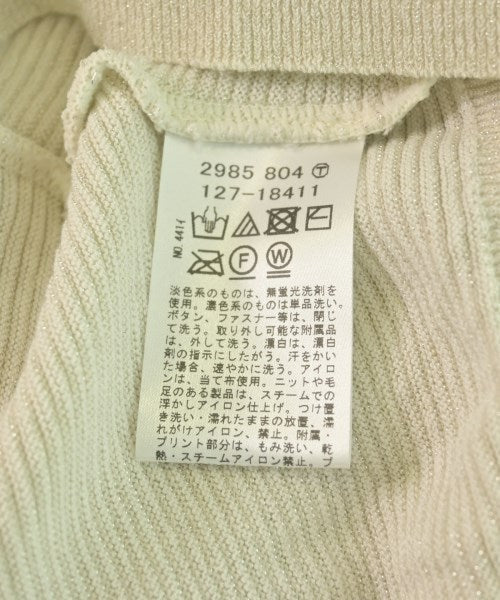 2985 804 Ⓣ
127-18411
NO.441イ
F W
淡色系のものは、無蛍光洗剤を
使用。濃色系のものは単品洗い。
ボタン、ファスナー等は、閉じ
て洗う。取り外し可能な附属品
は、外して洗う。漂白は、漂白
剤の指示にしたがう。汗をかい
た場合、速やかに洗う。アイロ
ンは、当て布使用。ニットや毛
足のある製品は、スチームでの
浮かしアイロン仕上げ。つけ置
き洗い・濡れたままの放置、濡
れがけアイロン、禁止。附属・
プリント部分は、もみ洗い、乾
熱・スチームアイロン禁止。プ